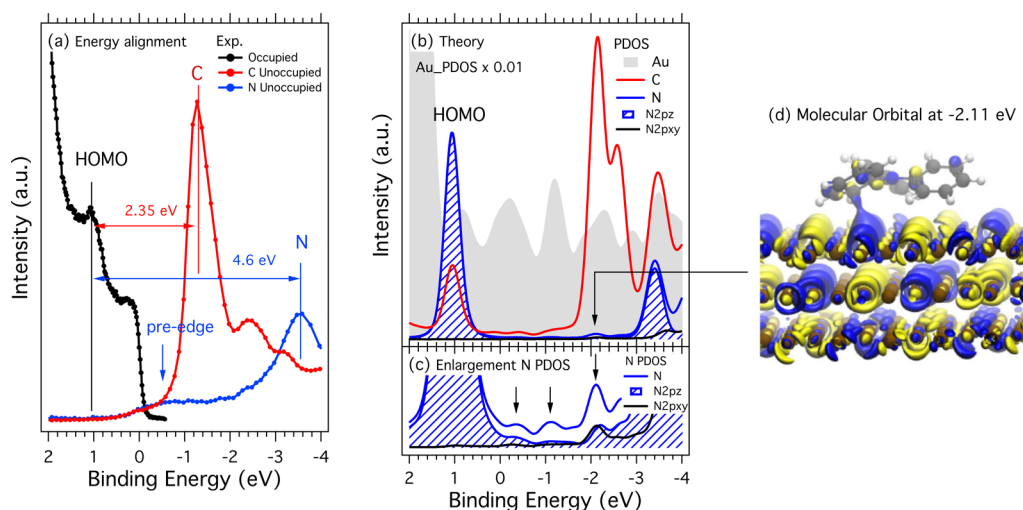 (a) Energy alignment
Exp.
Occupied
C Unoccupied
N Unoccupied
C
HOMO
2.35 eV
N
4.6 eV
pre-edge
Intensity (a.u.)
2 1 0 -1 -2 -3 -4
Binding Energy (eV)
(b) Theory
PDOS
Au_PDOS x 0.01
Au
C
N
N2pz
N2pxy
HOMO
Intensity (a.u.)
(c) Enlargement N PDOS
N PDOS
N
N2pz
N2pxy
2 1 0 -1 -2 -3 -4
Binding Energy (eV)
(d) Molecular Orbital at -2.11 eV